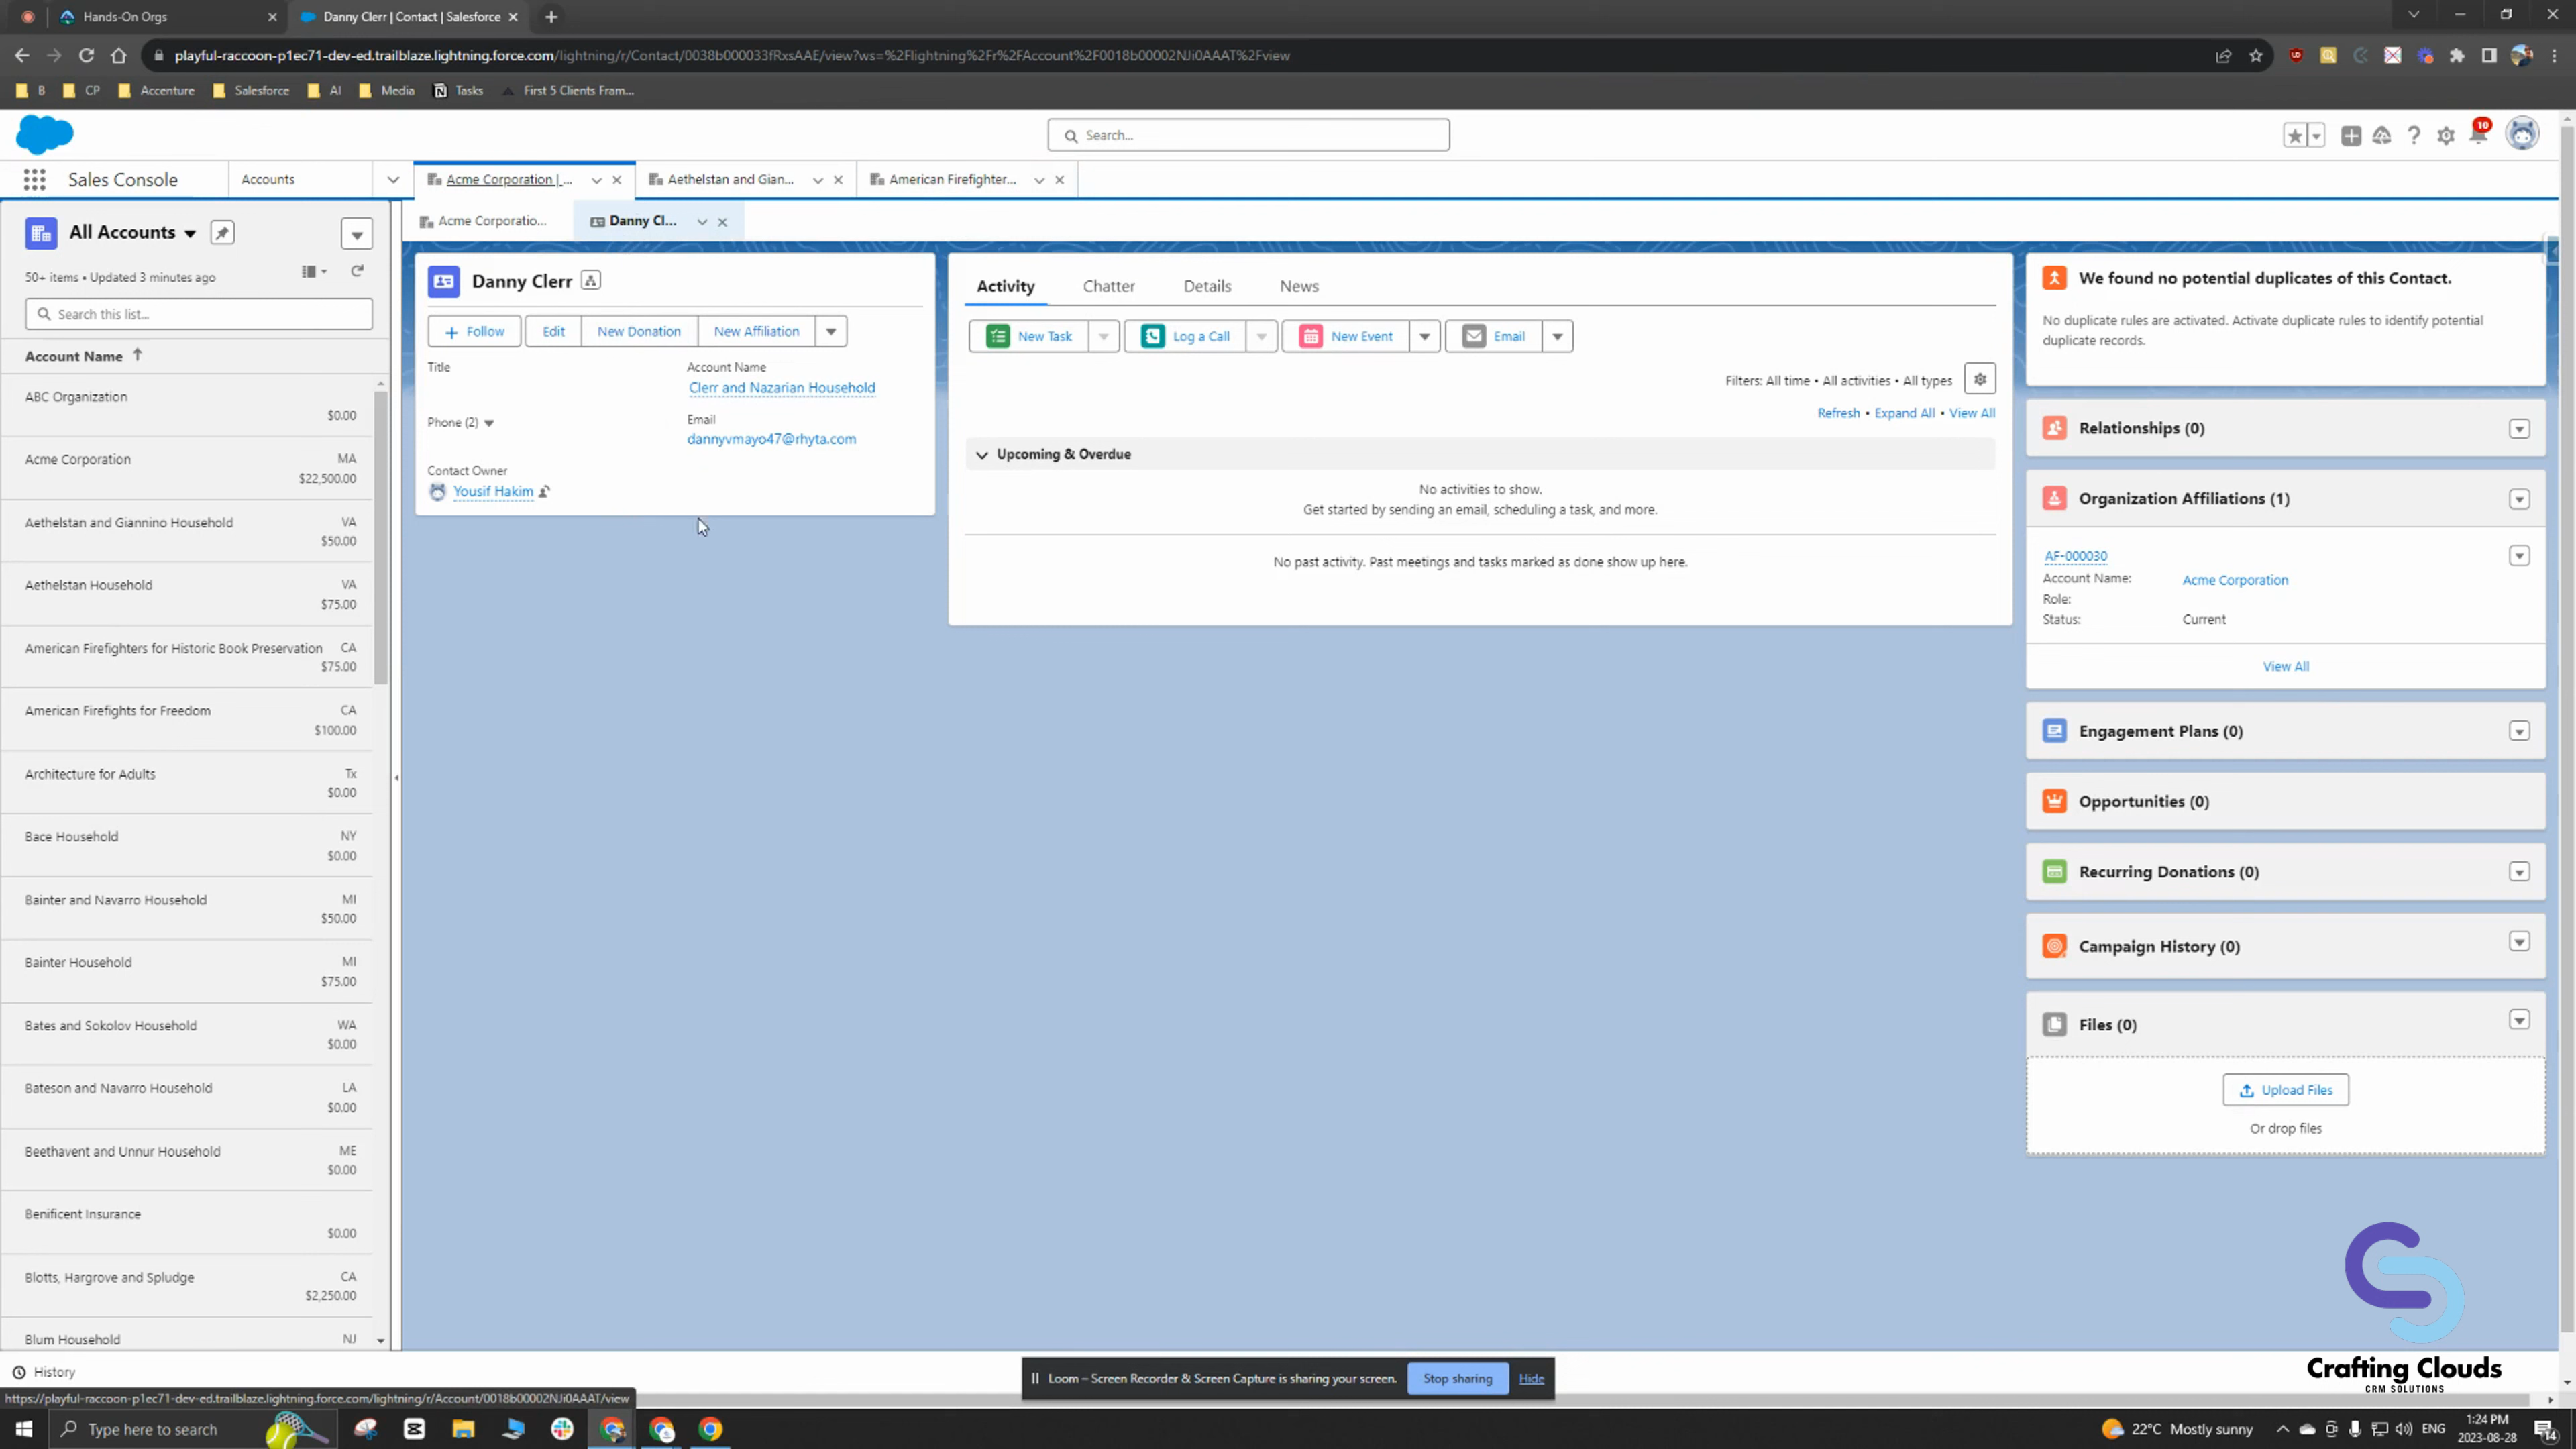 Hands-On Orgs
Danny Clerr | Contact | Salesforce
playful-raccoon-p1ec71-dev-ed.trailblaze.lightning.force.com/lightning/r/Contact/0038b000033fRxsAAE/view?ws=%2Flightning%2Fr%2FAccount%2F0018b00002NJi0AAAT%2Fview
B CP Accenture Salesforce AI Media Tasks First 5 Clients Fram...
Search...
10
Sales Console
Accounts
Acme Corporation | ...
Aethelstan and Gian...
American Firefighter...
Acme Corporatio...
Danny Cl...
All Accounts
50+ items • Updated 3 minutes ago
Search this list...
Account Name
ABC Organization
$0.00
Acme Corporation MA
$22,500.00
Aethelstan and Giannino Household VA
$50.00
Aethelstan Household VA
$75.00
American Firefighters for Historic Book Preservation CA
$75.00
American Firefights for Freedom CA
$100.00
Architecture for Adults Tx
$0.00
Bace Household NY
$0.00
Bainter and Navarro Household MI
$50.00
Bainter Household MI
$75.00
Bates and Sokolov Household WA
$0.00
Bateson and Navarro Household LA
$0.00
Beethavent and Unnur Household ME
$0.00
Benificent Insurance
$0.00
Blotts, Hargrove and Spludge CA
$2,250.00
Blum Household NJ
Danny Clerr
Follow Edit New Donation New Affiliation
Title Account Name
Clerr and Nazarian Household
Phone (2) Email
dannyvmayo47@rhyta.com
Contact Owner
Yousif Hakim
Activity Chatter Details News
New Task Log a Call New Event Email
Filters: All time • All activities • All types
Refresh • Expand All • View All
Upcoming & Overdue
No activities to show.
Get started by sending an email, scheduling a task, and more.
No past activity. Past meetings and tasks marked as done show up here.
We found no potential duplicates of this Contact.
No duplicate rules are activated. Activate duplicate rules to identify potential
duplicate records.
Relationships (0)
Organization Affiliations (1)
AF-000030
Account Name: Acme Corporation
Role:
Status: Current
View All
Engagement Plans (0)
Opportunities (0)
Recurring Donations (0)
Campaign History (0)
Files (0)
Upload Files
Or drop files
Crafting Clouds
CRM SOLUTIONS
History
Loom – Screen Recorder & Screen Capture is sharing your screen. Stop sharing Hide
https://playful-raccoon-p1ec71-dev-ed.trailblaze.lightning.force.com/lightning/r/Account/0018b00002NJi0AAAT/view
Type here to search
22°C Mostly sunny
ENG
1:24 PM
2023-08-28
14